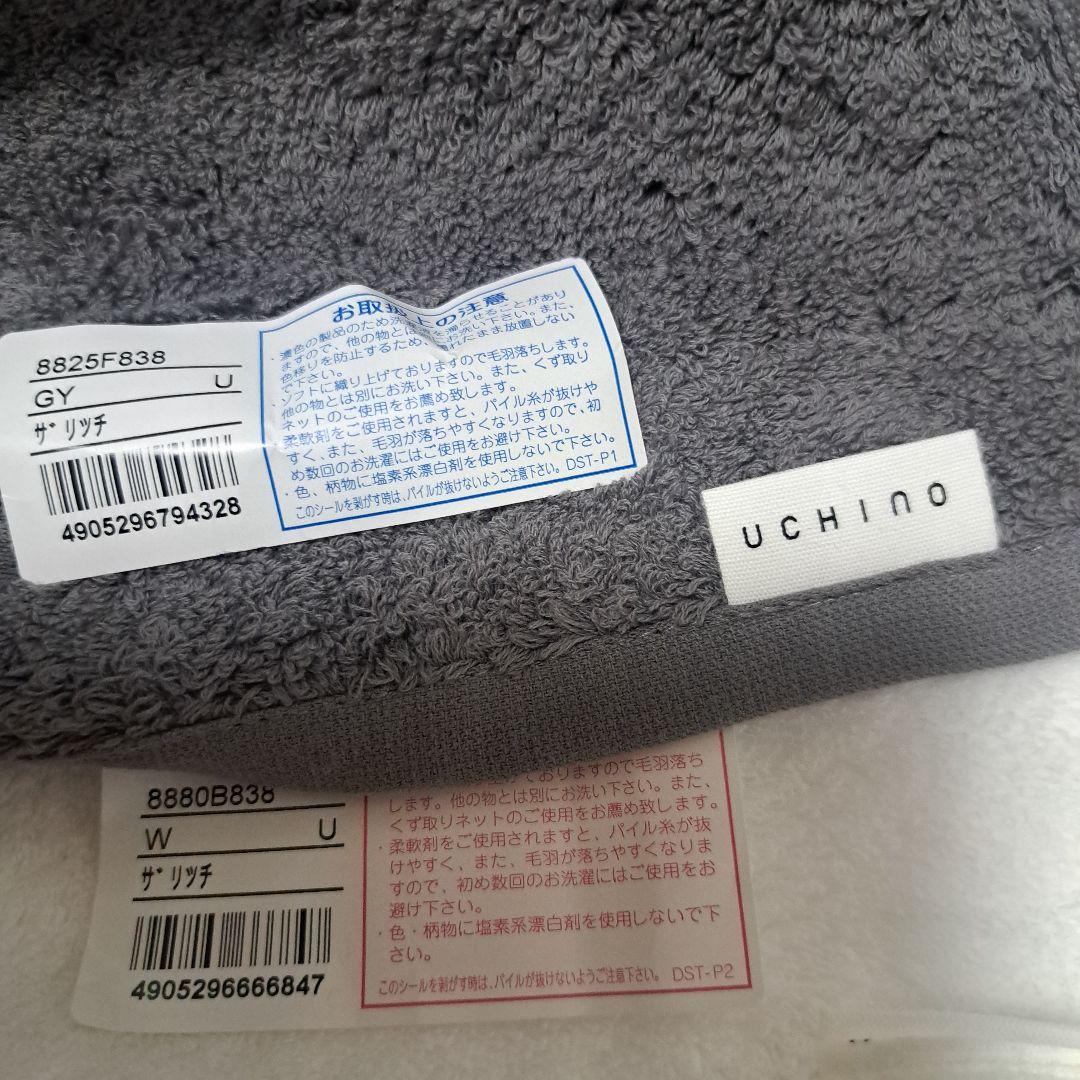 8825F838
GY U
ザリッチ
4905296794328
お取扱上の注意
・濃色の製品のため洗
ますので、他の物とは お洗い下さい。また、
色移りを防止するため れたまま放置しない
で下さい。
・ソフトに織り上げておりますので毛羽落ちします。
他の物とは別にお洗い下さい。また、くず取り
ネットのご使用をお薦め致します。
柔軟剤をご使用されますと、パイル糸が抜けや
すく、また、毛羽が落ちやすくなりますので、初
め数回のお洗濯にはご使用をお避け下さい。
・色、柄物に塩素系漂白剤を使用しないで下さい。
このシールを剥がす時は、パイルが抜けないようご注意下さい。 DST-P1
UCHINO
8880B838
W U
ザリッチ
4905296666847
ておりますので毛羽落ち
します。他の物とは別にお洗い下さい。また、
くず取りネットのご使用をお薦め致します。
・柔軟剤をご使用されますと、パイル糸が抜
けやすく、また、毛羽が落ちやすくなりま
すので、初め数回のお洗濯にはご使用をお
避け下さい。
・色・柄物に塩素系漂白剤を使用しないで下
さい。
このシールを剥がす時は、パイルが抜けないようご注意下さい。 DST-P2